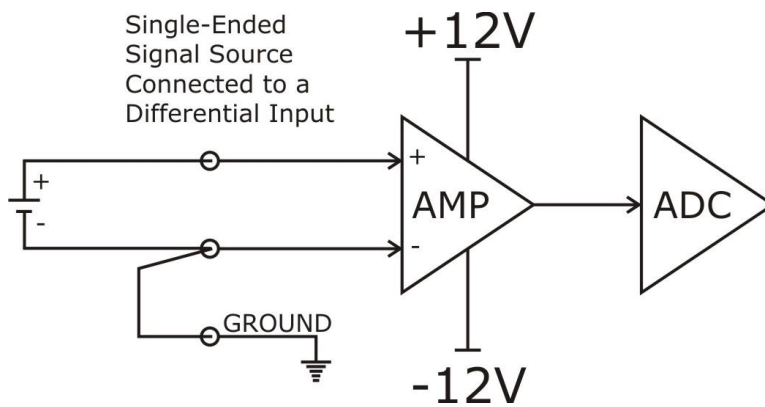 Single-Ended
Signal Source
Connected to a
Differential Input
+12V
+
+
AMP
ADC
-
-
GROUND
-12V